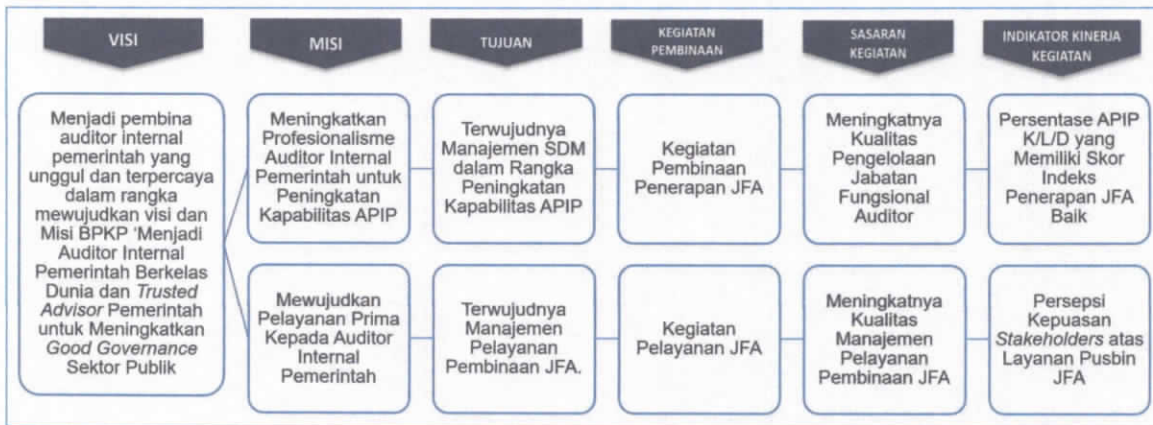 VISI
MISI
TUJUAN
KEGIATAN
PEMBINAAN
SASARAN
KEGIATAN
INDIKATOR KINERJA
KEGIATAN
Menjadi pembina
auditor internal
pemerintah yang
unggul dan terpercaya
dalam rangka
mewujudkan visi dan
Misi BPKP ‘Menjadi
Auditor Internal
Pemerintah Berkelas
Dunia dan Trusted
Advisor Pemerintah
untuk Meningkatkan
Good Governance
Sektor Publik
Meningkatkan
Profesionalisme
Auditor Internal
Pemerintah untuk
Peningkatan
Kapabilitas APIP
Terwujudnya
Manajemen SDM
dalam Rangka
Peningkatan
Kapabilitas APIP
Kegiatan
Pembinaan
Penerapan JFA
Meningkatnya
Kualitas
Pengelolaan
Jabatan
Fungsional
Auditor
Persentase APIP
K/L/D yang
Memiliki Skor
Indeks
Penerapan JFA
Baik
Mewujudkan
Pelayanan Prima
Kepada Auditor
Internal
Pemerintah
Terwujudnya
Manajemen
Pelayanan
Pembinaan JFA.
Kegiatan
Pelayanan JFA
Meningkatnya
Kualitas
Manajemen
Pelayanan
Pembinaan JFA
Persepsi
Kepuasan
Stakeholders atas
Layanan Pusbin
JFA